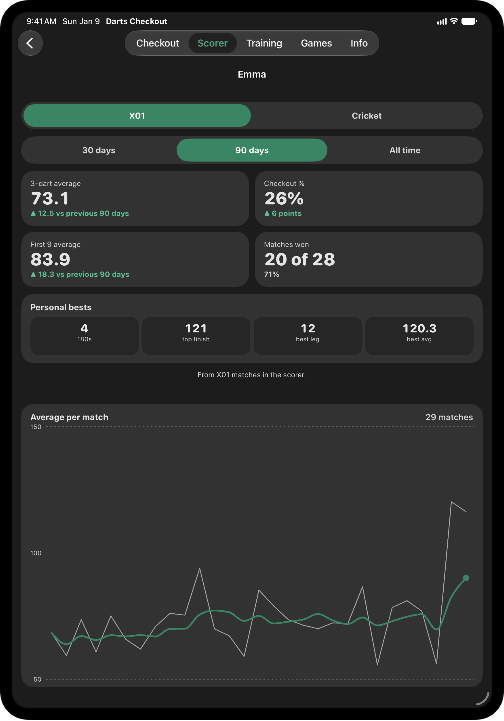 9:41 AM Sun Jan 9 Darts Checkout
Checkout Scorer Training Games Info
Emma
X01 Cricket
30 days 90 days All time
3-dart average
73.1
▲ 12.5 vs previous 90 days
Checkout %
26%
▲ 6 points
First 9 average
83.9
▲ 18.3 vs previous 90 days
Matches won
20 of 28
71%
Personal bests
4
180s
121
top finish
12
best leg
120.3
best avg
From X01 matches in the scorer
Average per match 29 matches
150
100
50